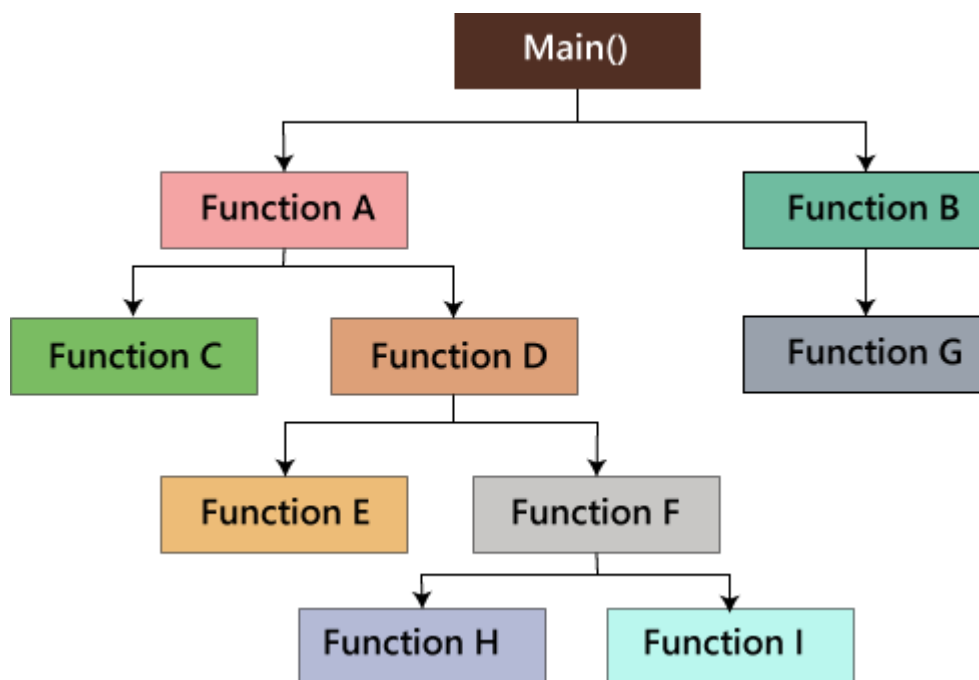 Main()
Function A
Function B
Function C
Function D
Function G
Function E
Function F
Function H
Function I